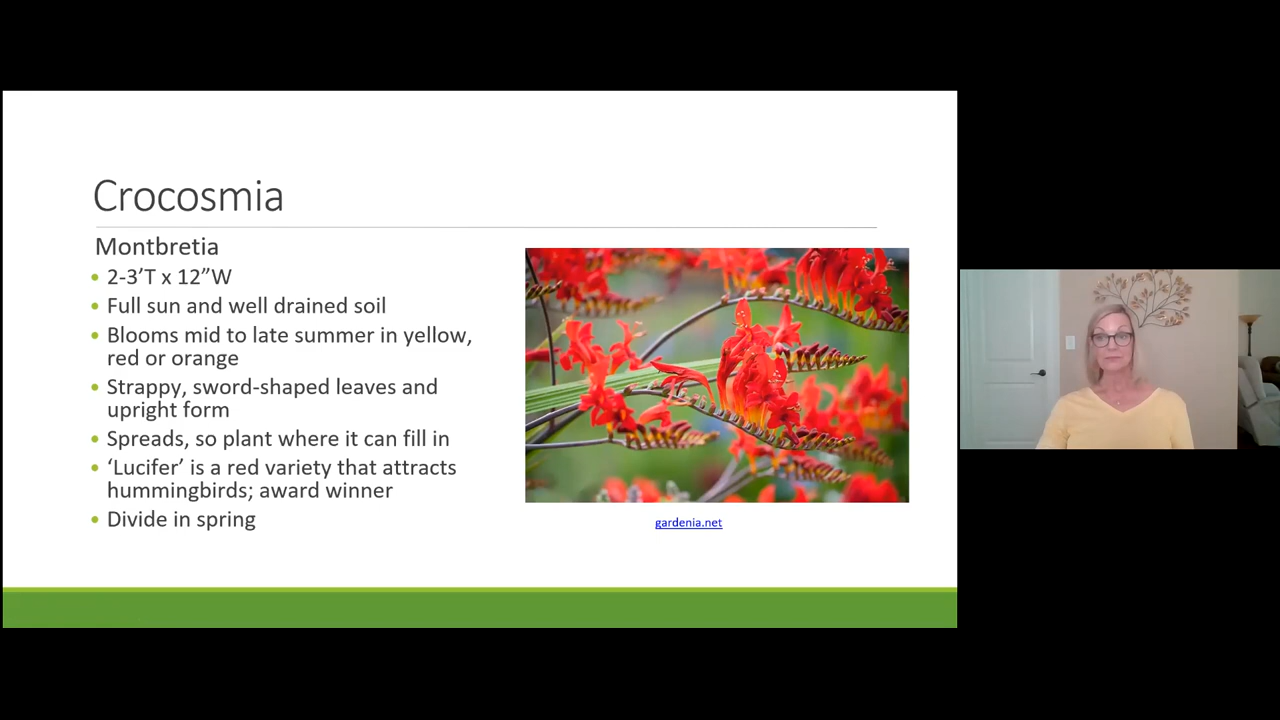 Crocosmia
Montbretia
• 2-3’T x 12”W
• Full sun and well drained soil
• Blooms mid to late summer in yellow,
red or orange
• Strappy, sword-shaped leaves and
upright form
• Spreads, so plant where it can fill in
• ‘Lucifer’ is a red variety that attracts
hummingbirds; award winner
• Divide in spring
gardenia.net